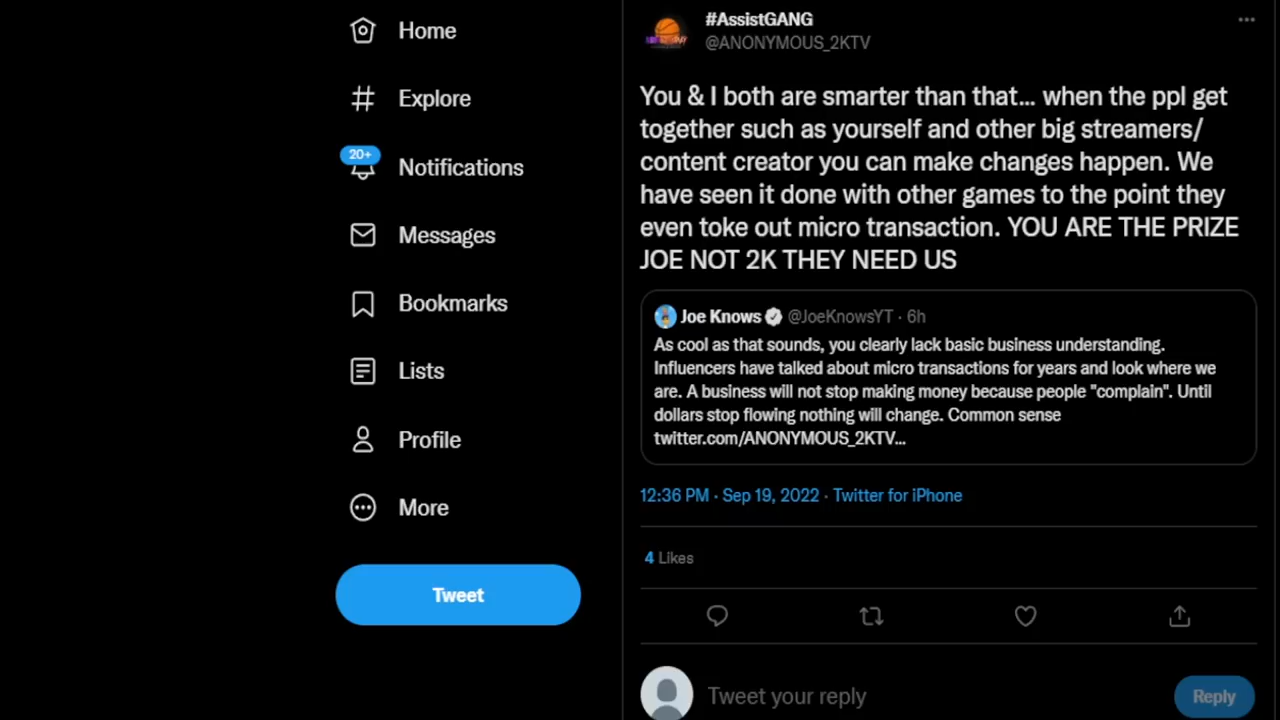 Home
Explore
20+
Notifications
Messages
Bookmarks
Lists
Profile
More
Tweet
#AssistGANG
@ANONYMOUS_2KTV
You & I both are smarter than that... when the ppl get
together such as yourself and other big streamers/
content creator you can make changes happen. We
have seen it done with other games to the point they
even toke out micro transaction. YOU ARE THE PRIZE
JOE NOT 2K THEY NEED US
Joe Knows @JoeKnowsYT · 6h
As cool as that sounds, you clearly lack basic business understanding.
Influencers have talked about micro transactions for years and look where we
are. A business will not stop making money because people "complain". Until
dollars stop flowing nothing will change. Common sense
twitter.com/ANONYMOUS_2KTV...
12:36 PM · Sep 19, 2022 · Twitter for iPhone
4 Likes
Tweet your reply
Reply